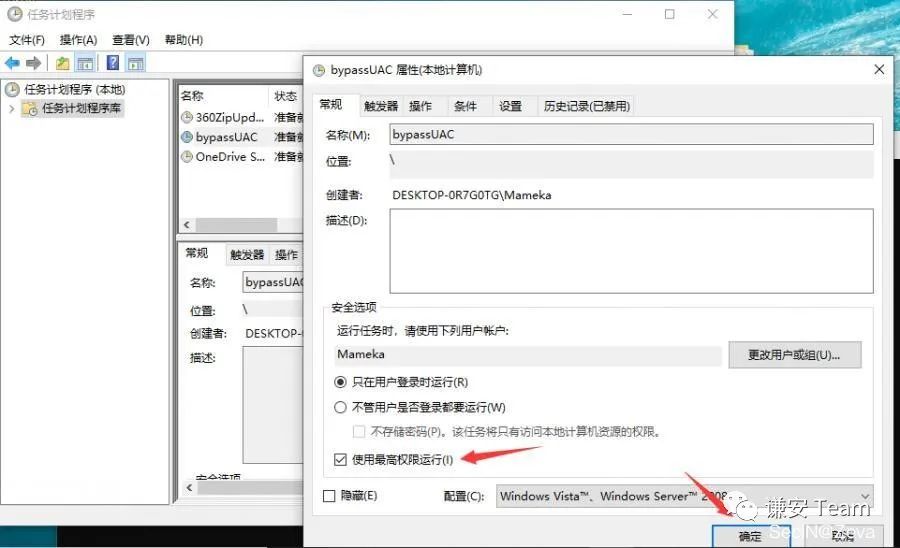 任务计划程序
文件(F) 操作(A) 查看(V) 帮助(H)
任务计划程序 (本地)
任务计划程序库
名称 状态
360ZipUpd... 准备
bypassUAC 准备
OneDrive S... 准备
常规 触发器 操作
名称: bypassUA
位置: \
创建者: DESKTOP-
描述:
安全选项
bypassUAC 属性(本地计算机)
常规 触发器 操作 条件 设置 历史记录(已禁用)
名称(M): bypassUAC
位置: \
创建者: DESKTOP-0R7G0TG\Mameka
描述(D):
安全选项
运行任务时，请使用下列用户帐户:
Mameka
更改用户或组(U)...
只在用户登录时运行(R)
不管用户是否登录都要运行(W)
不存储密码(P)。该任务将只有访问本地计算机资源的权限。
使用最高权限运行(I)
隐藏(E) 配置(C): Windows Vista™、Windows Server™ 2008
确定 取消
谦安 Team
SecIN@Zeva